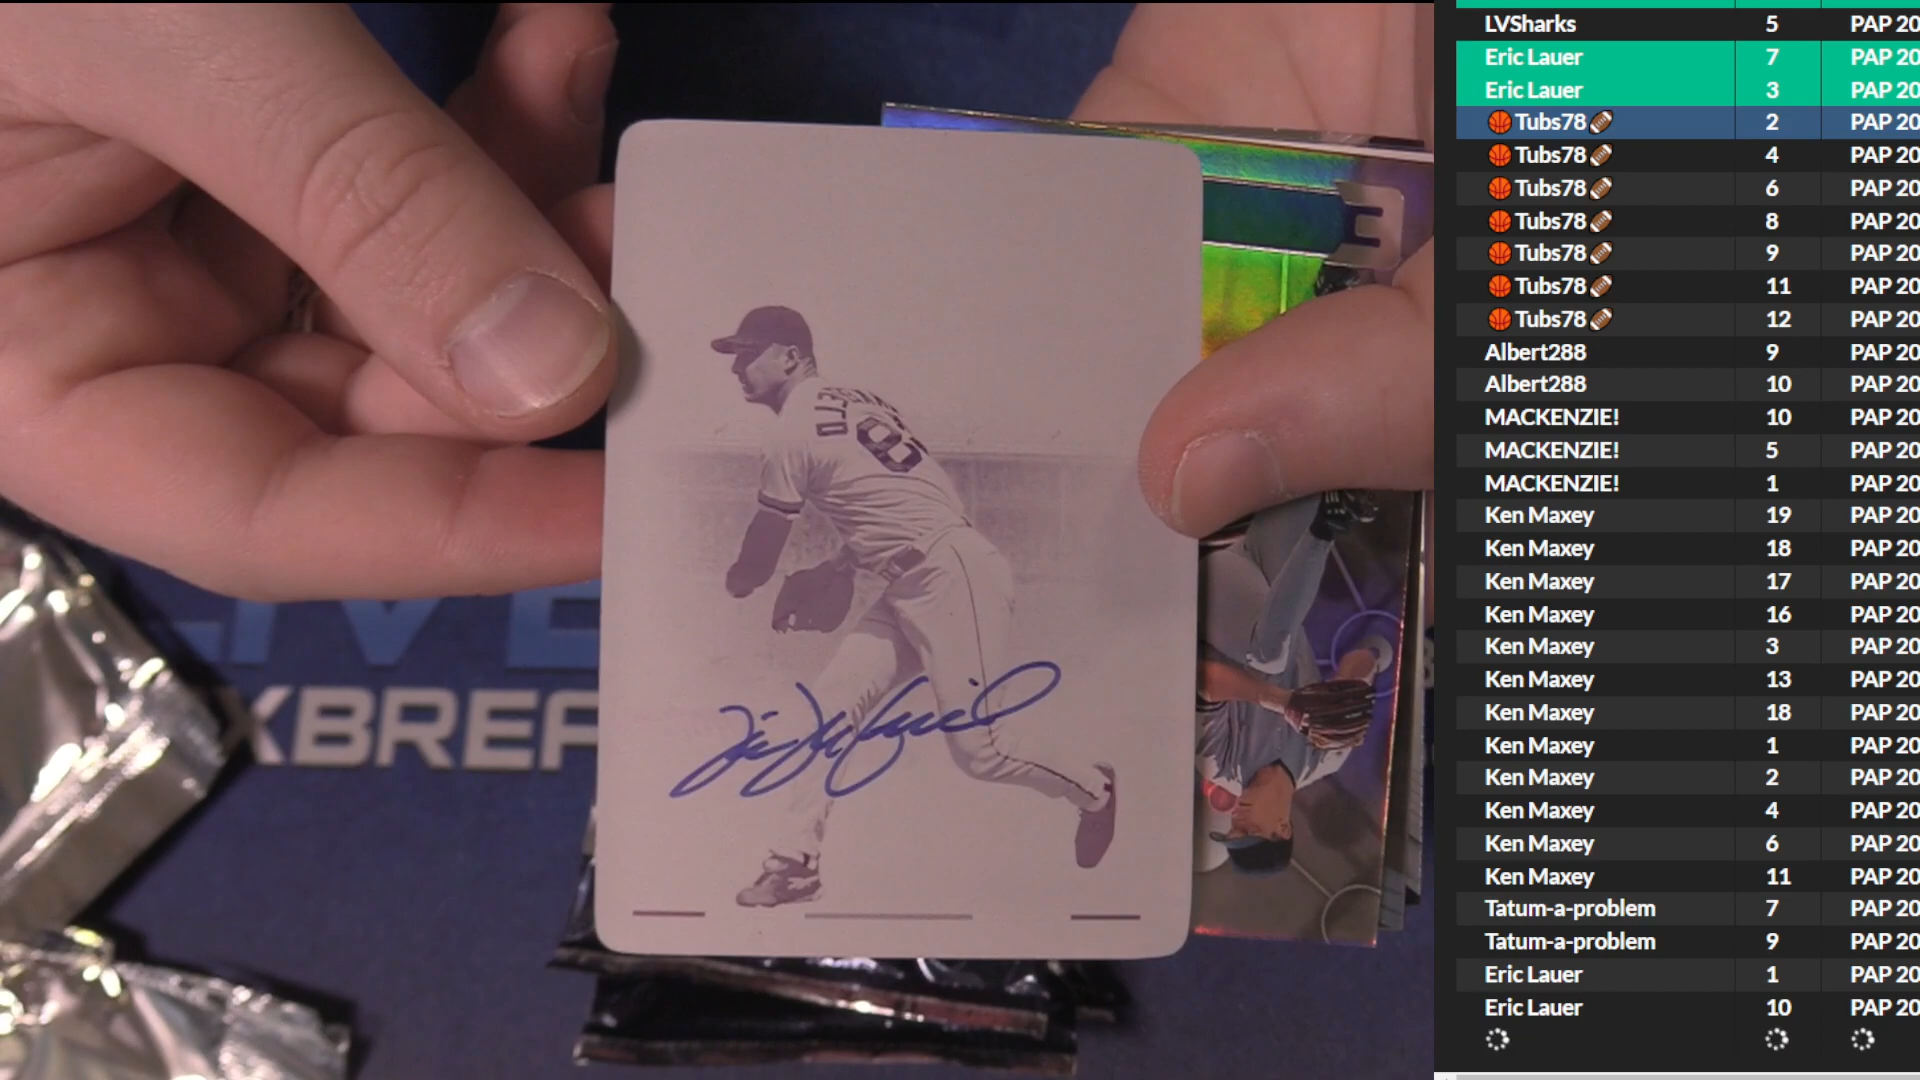 LIVE
XBREA
LVSharks 5 PAP 20
Eric Lauer 7 PAP 20
Eric Lauer 3 PAP 20
🏀Tubs78🏈 2 PAP 20
🏀Tubs78🏈 4 PAP 20
🏀Tubs78🏈 6 PAP 20
🏀Tubs78🏈 8 PAP 20
🏀Tubs78🏈 9 PAP 20
🏀Tubs78🏈 11 PAP 20
🏀Tubs78🏈 12 PAP 20
Albert288 9 PAP 20
Albert288 10 PAP 20
MACKENZIE! 10 PAP 20
MACKENZIE! 5 PAP 20
MACKENZIE! 1 PAP 20
Ken Maxey 19 PAP 20
Ken Maxey 18 PAP 20
Ken Maxey 17 PAP 20
Ken Maxey 16 PAP 20
Ken Maxey 3 PAP 20
Ken Maxey 13 PAP 20
Ken Maxey 18 PAP 20
Ken Maxey 1 PAP 20
Ken Maxey 2 PAP 20
Ken Maxey 4 PAP 20
Ken Maxey 6 PAP 20
Ken Maxey 11 PAP 20
Tatum-a-problem 7 PAP 20
Tatum-a-problem 9 PAP 20
Eric Lauer 1 PAP 20
Eric Lauer 10 PAP 20